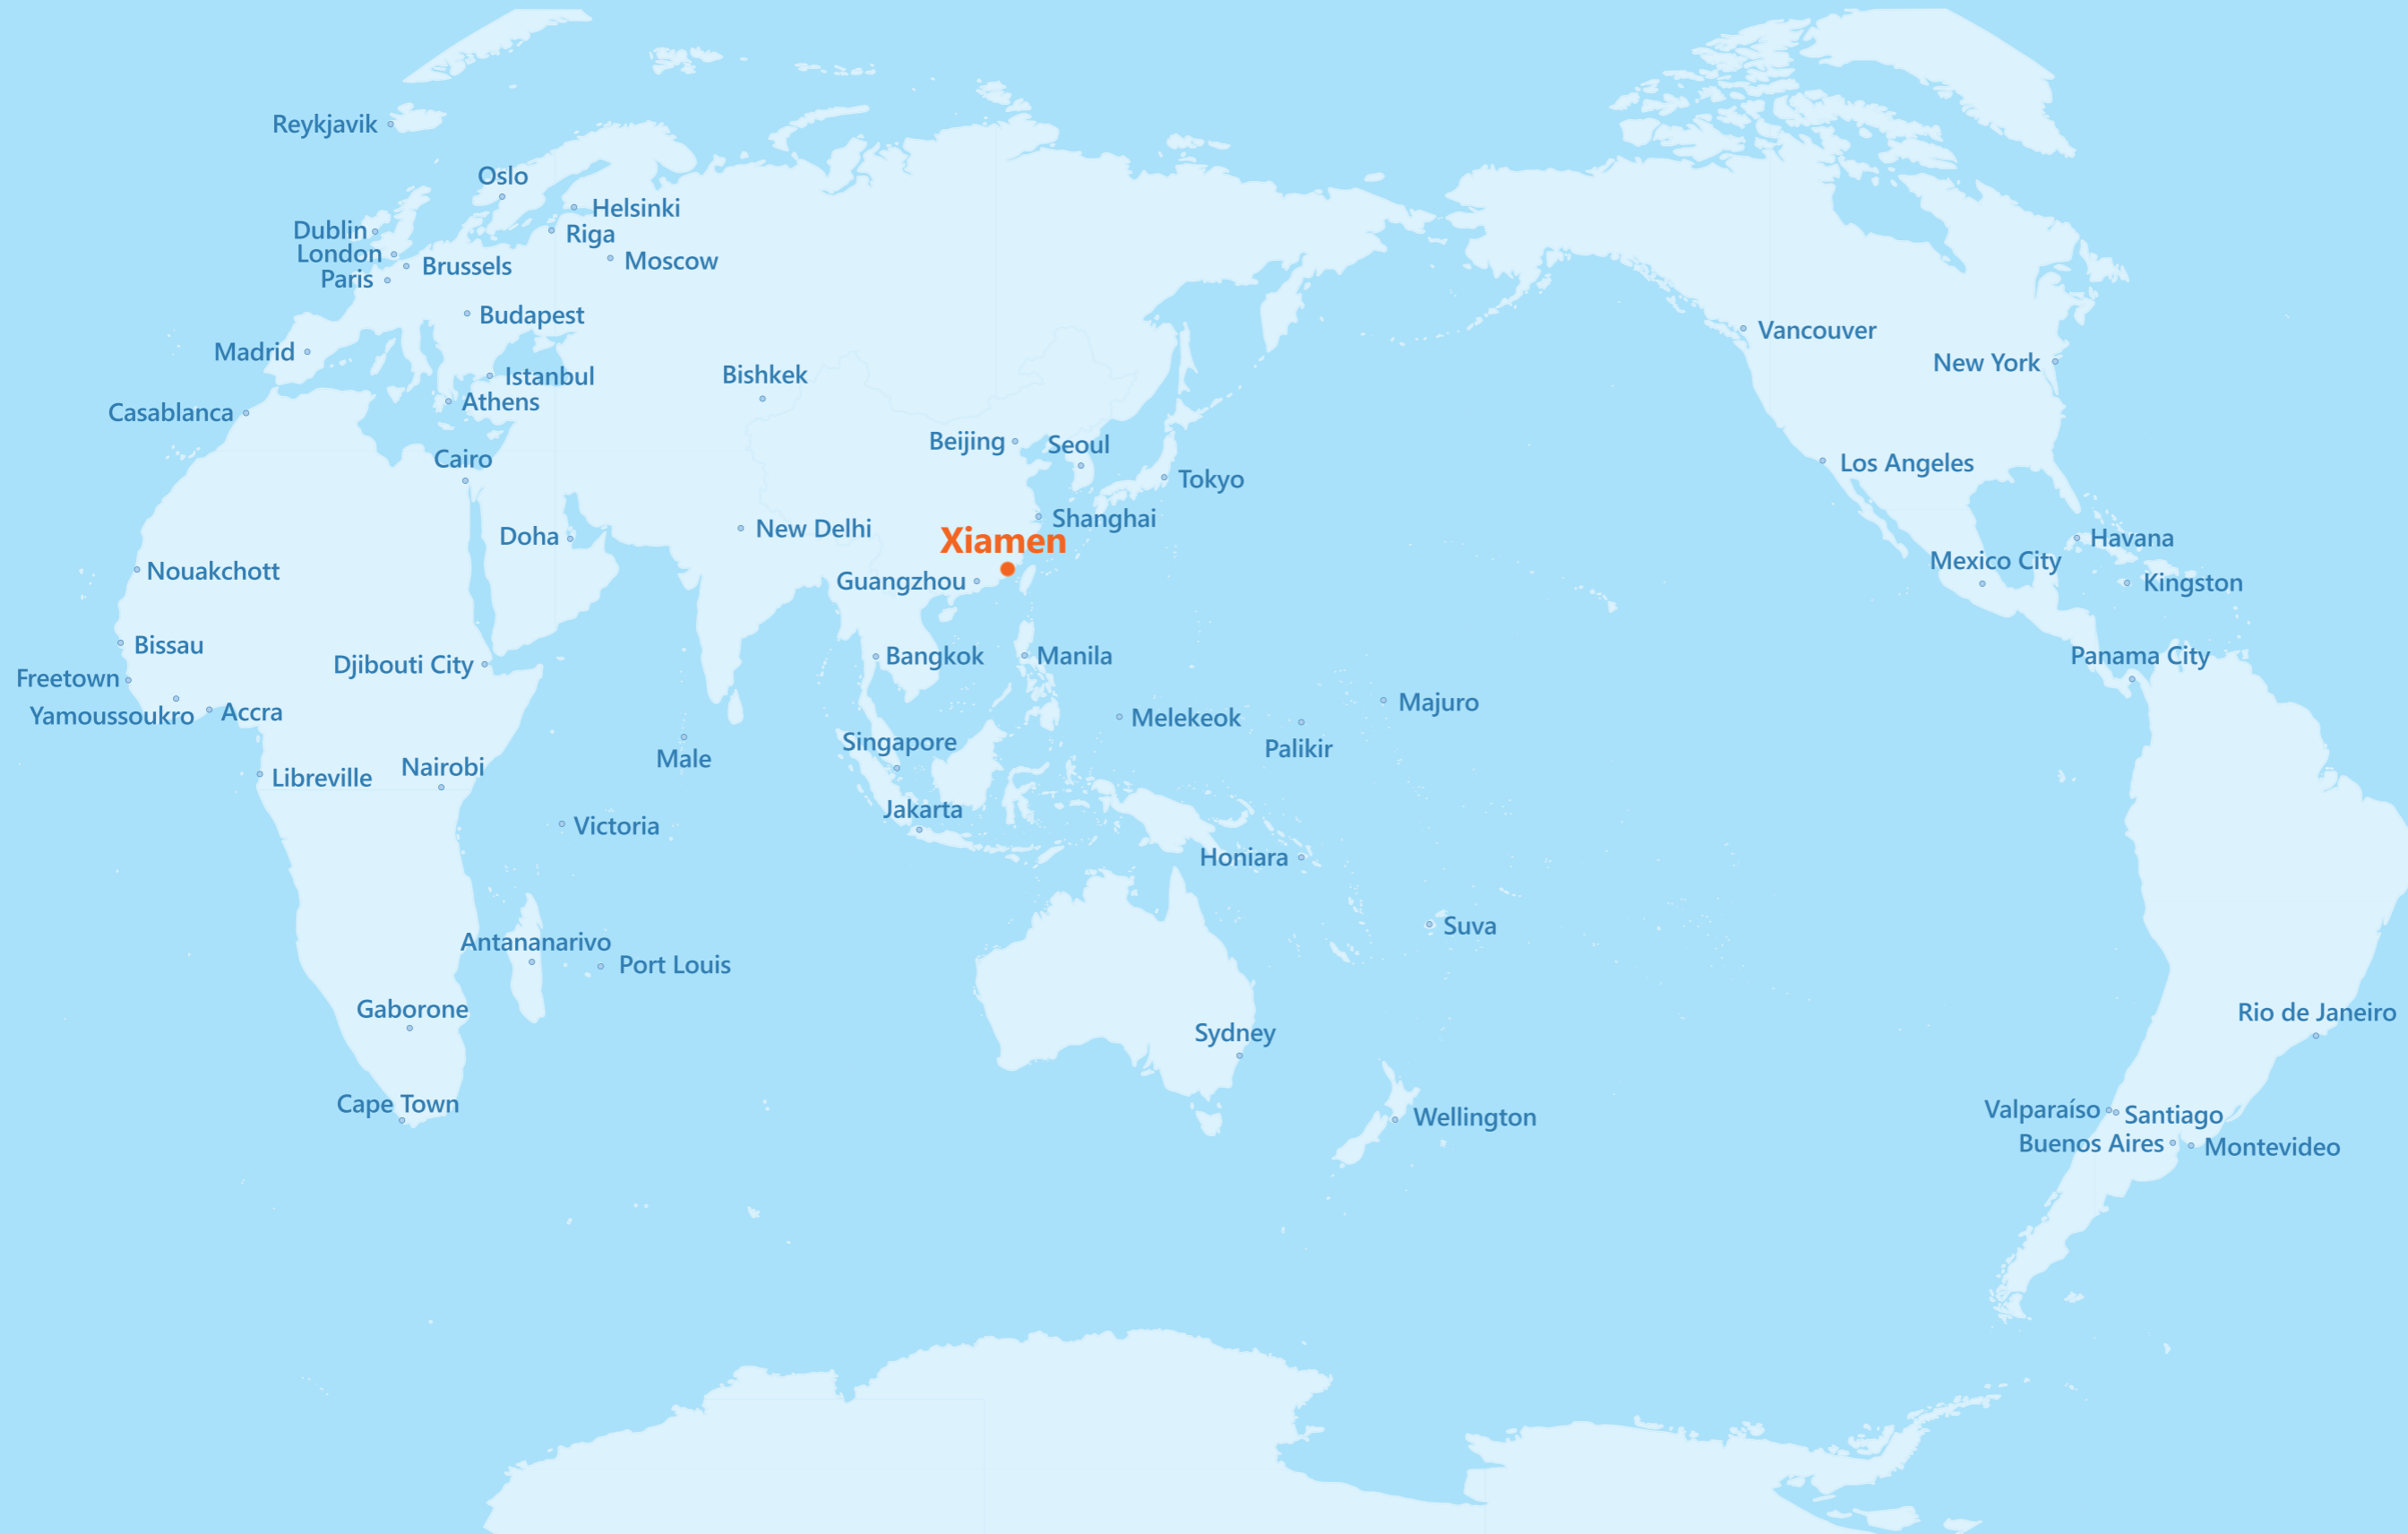 Reykjavik
Oslo
Helsinki
Dublin
Riga
London
Moscow
Brussels
Paris
Budapest
Vancouver
Madrid
New York
Bishkek
Istanbul
Athens
Casablanca
Beijing
Seoul
Cairo
Los Angeles
Tokyo
Shanghai
New Delhi
Doha
Havana
Xiamen
Mexico City
Nouakchott
Guangzhou
Kingston
Bissau
Bangkok
Manila
Panama City
Djibouti City
Freetown
Majuro
Accra
Yamoussoukro
Melekeok
Singapore
Palikir
Male
Nairobi
Libreville
Jakarta
Victoria
Honiara
Suva
Antananarivo
Port Louis
Gaborone
Rio de Janeiro
Sydney
Cape Town
Valparaíso
Santiago
Wellington
Buenos Aires
Montevideo